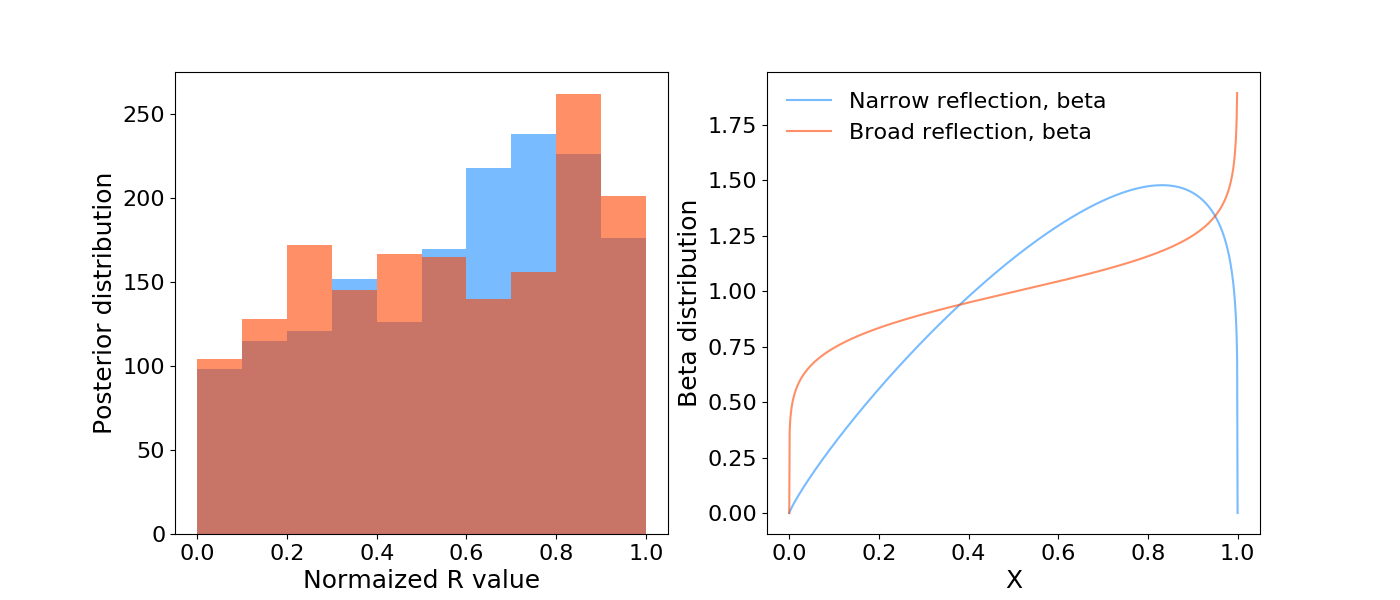 250
200
150
100
50
0
0.0 0.2 0.4 0.6 0.8 1.0
Posterior distribution
Normaized R value
Narrow reflection, beta
Broad reflection, beta
1.75
1.50
1.25
1.00
0.75
0.50
0.25
0.00
0.0 0.2 0.4 0.6 0.8 1.0
Beta distribution
X